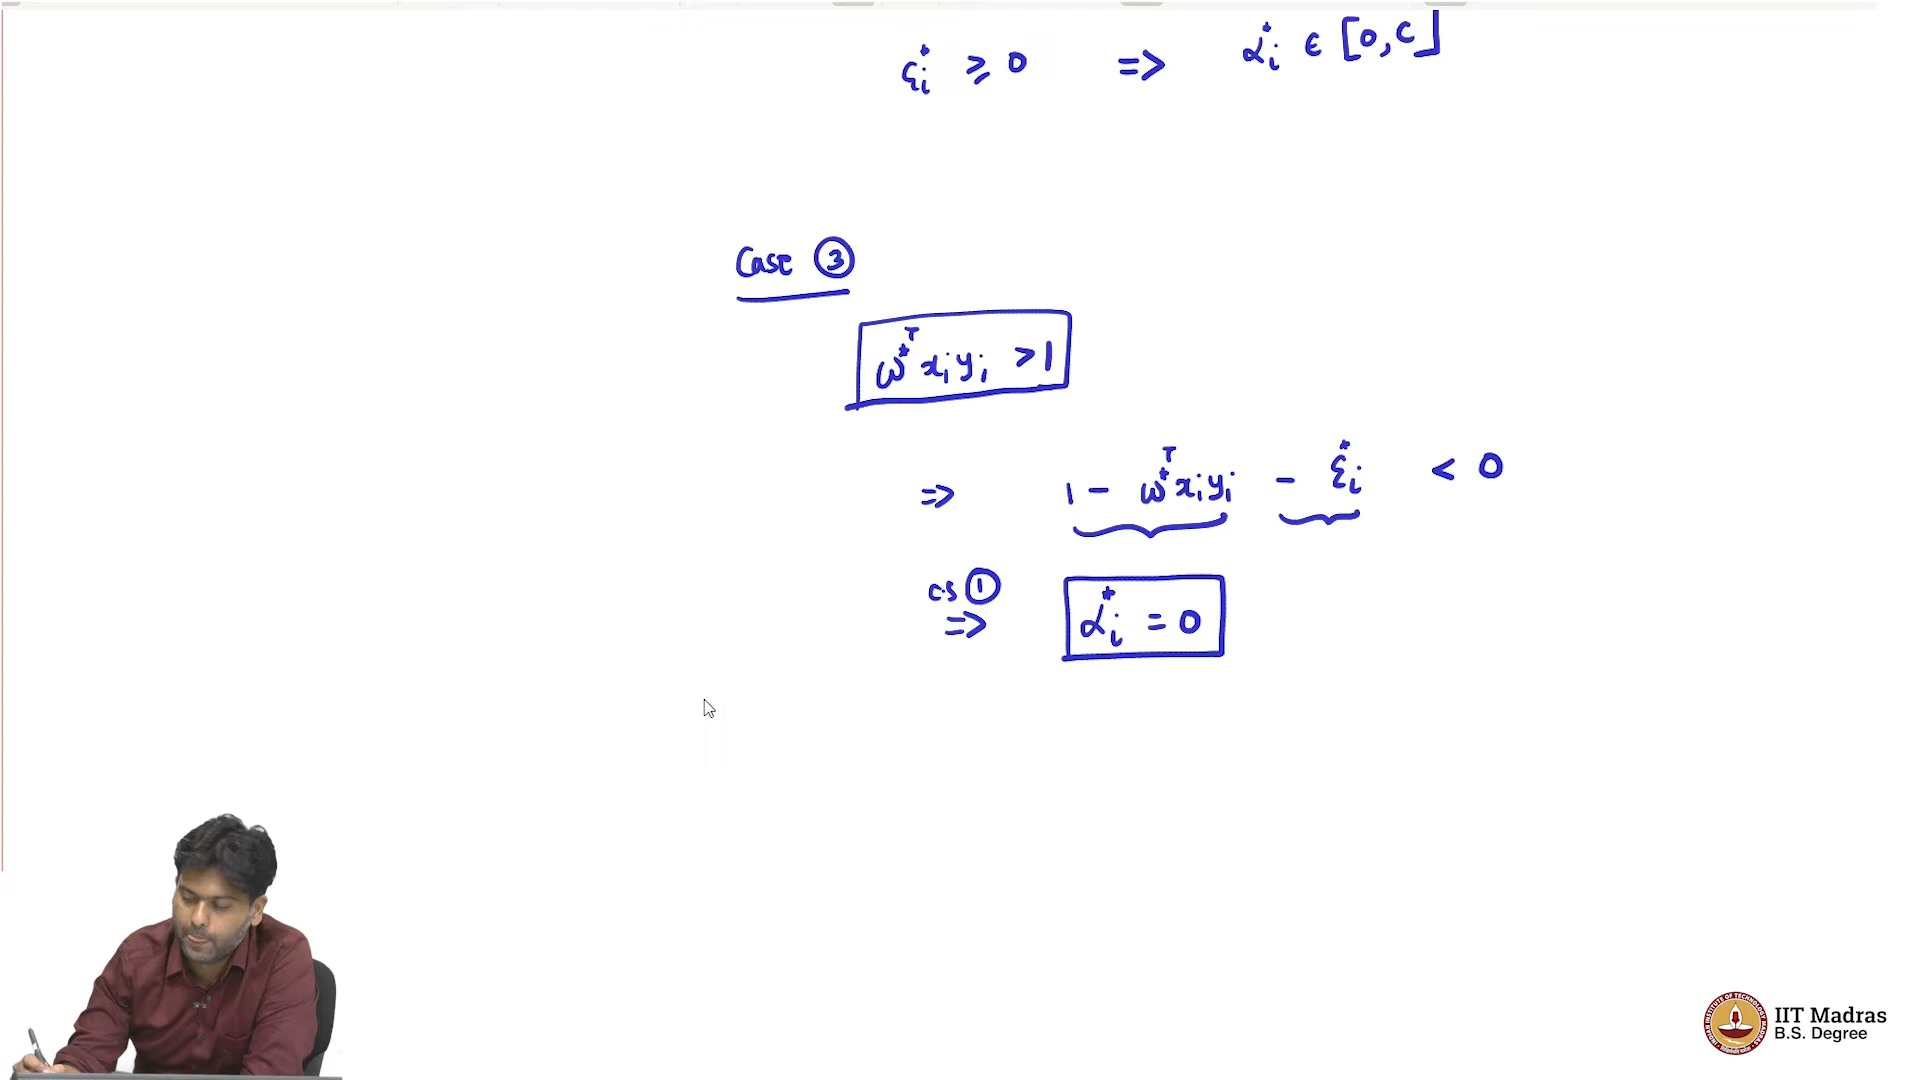 ξᵢ* ≥ 0 ⇒ αᵢ* ∈ [0, C]
Case ③
w*ᵀxᵢyᵢ > 1
⇒ 1 − w*ᵀxᵢyᵢ − ξᵢ* < 0
C.S ①
⇒ αᵢ* = 0
IIT Madras
B.S. Degree